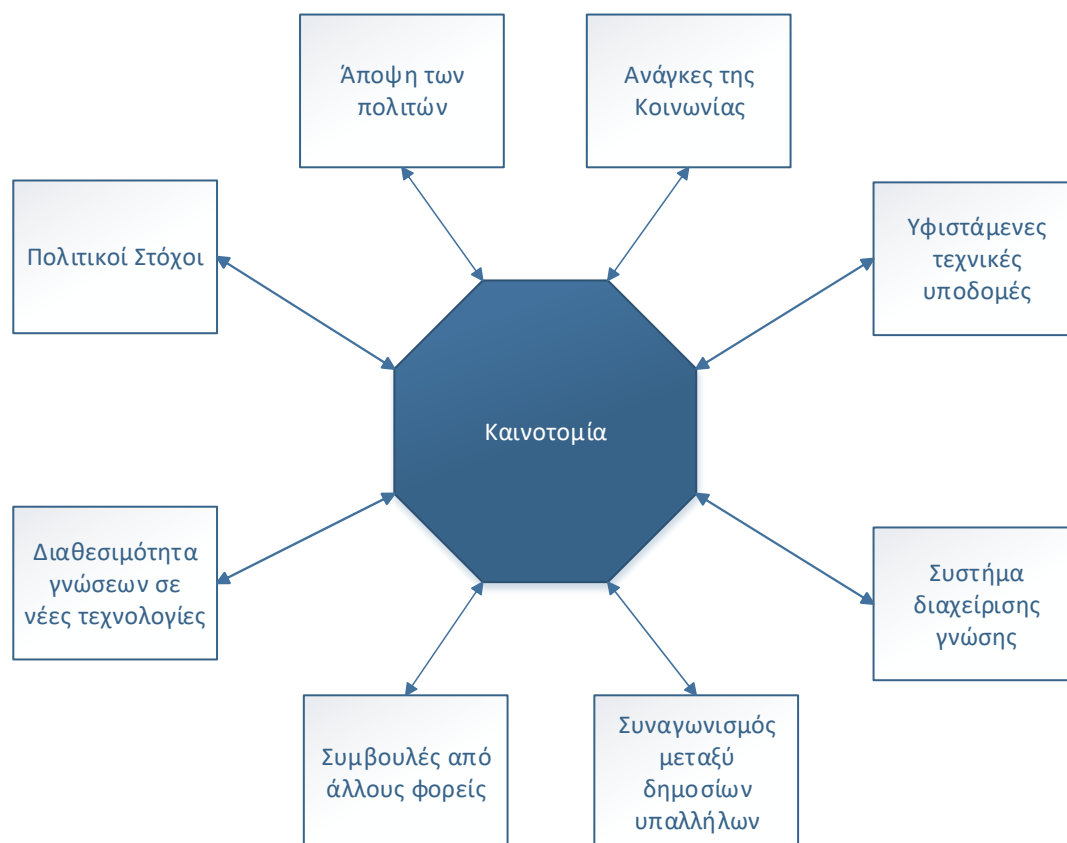 Άποψη των
πολιτών
Ανάγκες της
Κοινωνίας
Πολιτικοί Στόχοι
Υφιστάμενες
τεχνικές
υποδομές
Καινοτομία
Διαθεσιμότητα
γνώσεων σε
νέες τεχνολογίες
Συστήμα
διαχείρισης
γνώσης
Συμβουλές από
άλλους φορείς
Συναγωνισμός
μεταξύ
δημοσίων
υπαλλήλων